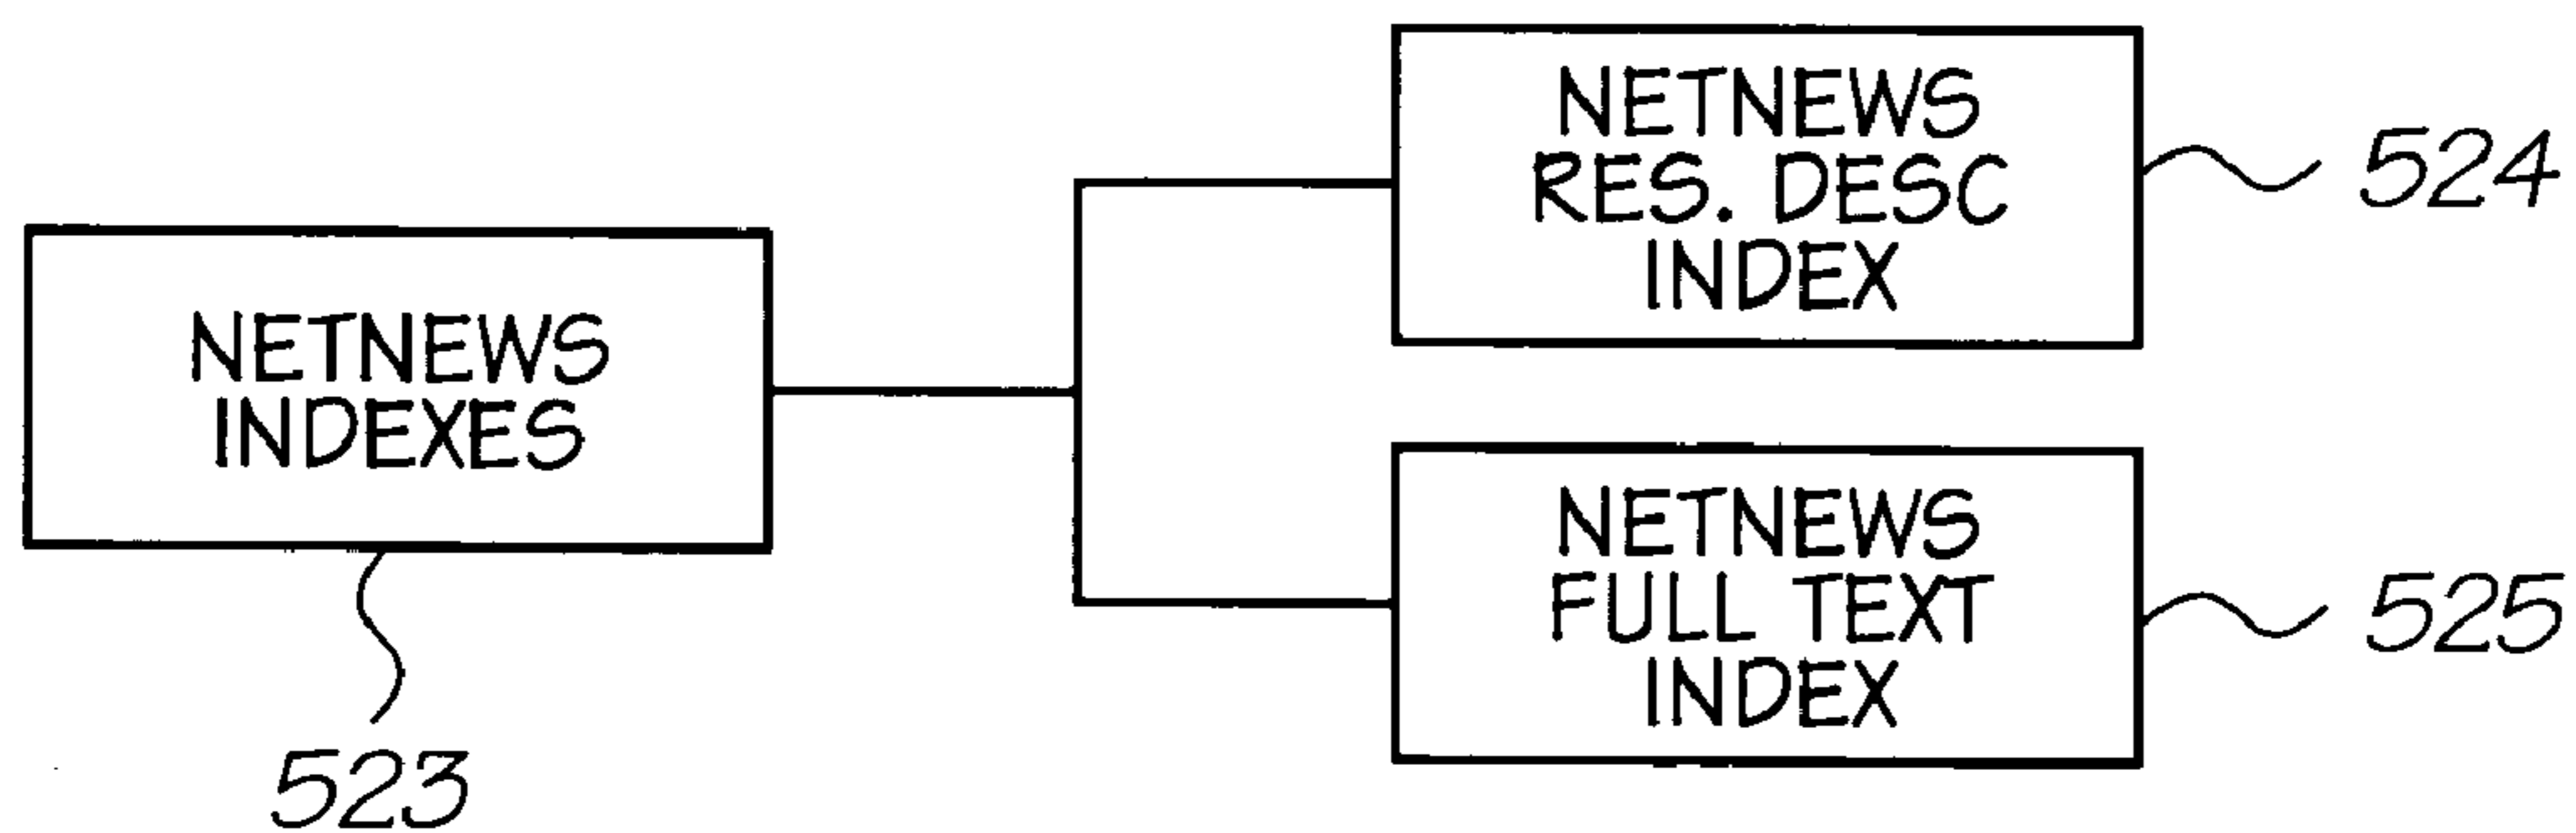 NETNEWS
INDEXES
523
NETNEWS
RES. DESC
INDEX
524
NETNEWS
FULL TEXT
INDEX
525